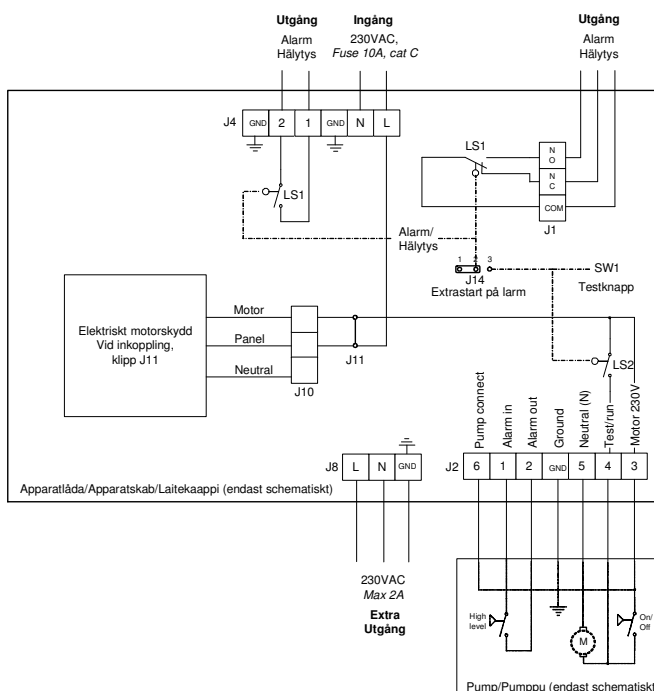 Utgång
Alarm
Hälytys
Ingång
230VAC,
Fuse 10A, cat C
Utgång
Alarm
Hälytys
J4
GND
2
1
GND
N
L
LS1
LS1
N
O
N
C
COM
J1
Alarm/
Hälytys
1 2 3
J14
Extrastart på larm
SW1
Testknapp
Elektriskt motorskydd
Vid inkoppling,
klipp J11
Motor
Panel
Neutral
J10
J11
LS2
Pump connect
Alarm in
Alarm out
Ground
Neutral (N)
Test/run
Motor 230V
J8
L
N
GND
J2
6
1
2
GND
5
4
3
Apparatlåda/Apparatskab/Laitekaappi (endast schematiskt)
230VAC
Max 2A
Extra
Utgång
High
level
M
On/
Off
Pump/Pumppu (endast schematiskt